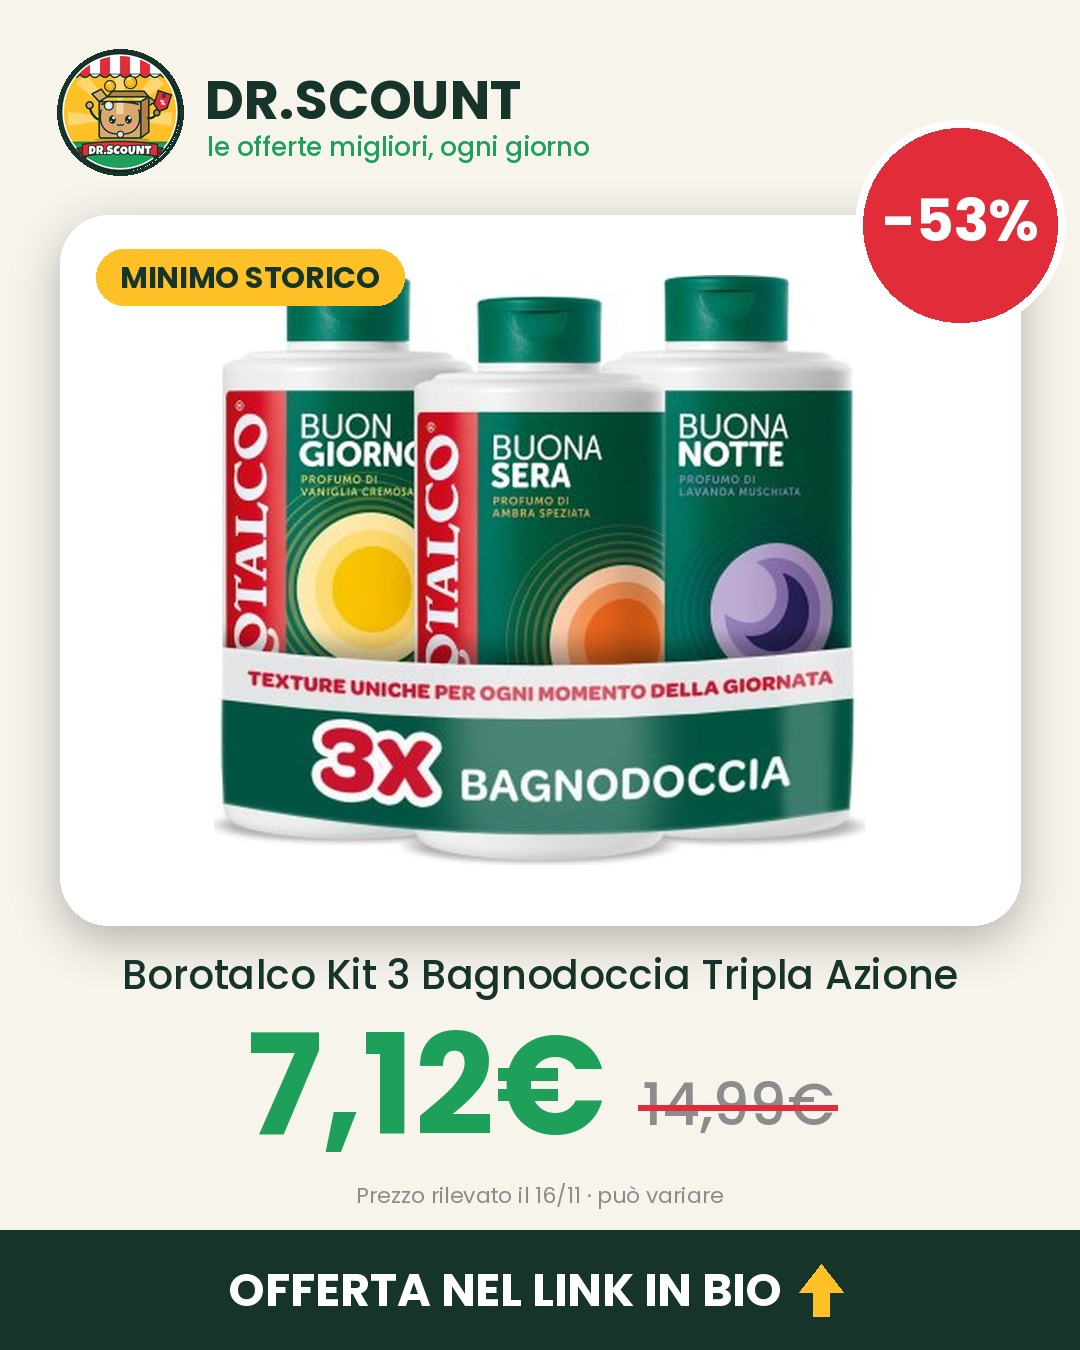 DR.SCOUNT
DR.SCOUNT
le offerte migliori, ogni giorno
-53%
MINIMO STORICO
BUON
GIORNO
PROFUMO DI
VANIGLIA CREMOSA
BUONA
SERA
PROFUMO DI
AMBRA SPEZIATA
BUONA
NOTTE
PROFUMO DI
LAVANDA MUSCHIATA
OTALCO®
OTALCO®
TEXTURE UNICHE PER OGNI MOMENTO DELLA GIORNATA
3x BAGNODOCCIA
Borotalco Kit 3 Bagnodoccia Tripla Azione
7,12€ 14,99€
Prezzo rilevato il 16/11 · può variare
OFFERTA NEL LINK IN BIO